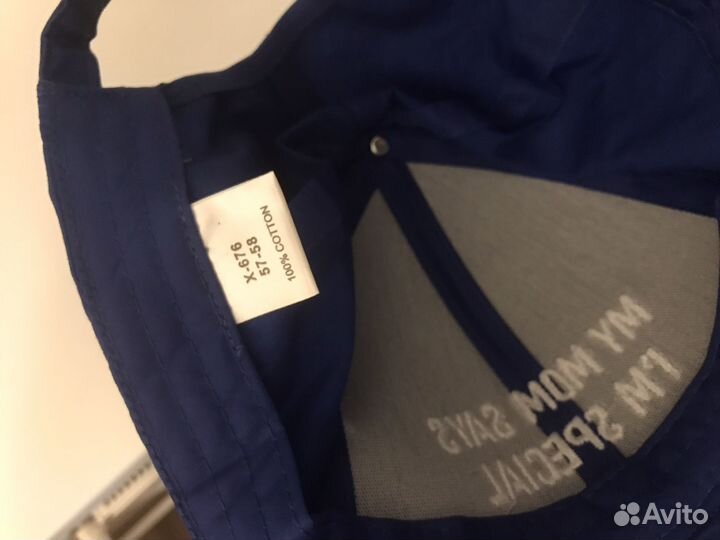 X-676
57-58
100% COTTON
MY MOM SAYS
I'M SPECIAL
Avito